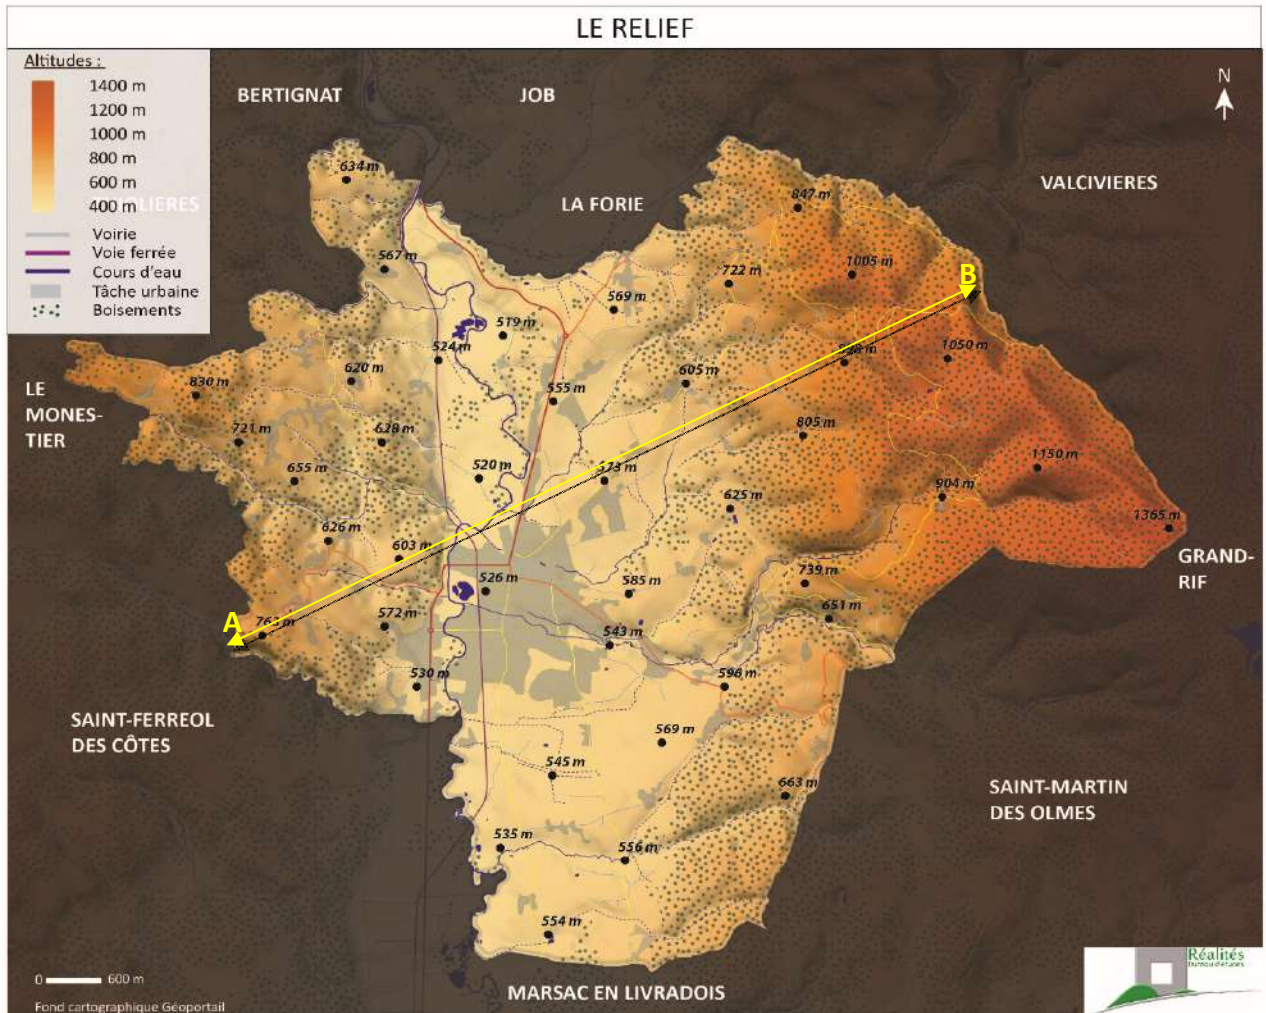 LE RELIEF
Altitudes :
1400 m
1200 m
1000 m
800 m
600 m
400 m
Voirie
Voie ferrée
Cours d'eau
Tâche urbaine
Boisements
BERTIGNAT
JOB
N
VALCIVIERES
LA FORIE
634 m
847 m
567 m
722 m
1005 m
B
569 m
519 m
524 m
1050 m
620 m
605 m
830 m
555 m
LE
MONES-
TIER
721 m
628 m
805 m
655 m
520 m
573 m
1150 m
904 m
625 m
626 m
603 m
1365 m
GRAND-
RIF
526 m
585 m
739 m
A
763 m
572 m
651 m
543 m
530 m
596 m
SAINT-FERREOL
DES CÔTES
569 m
545 m
663 m
SAINT-MARTIN
DES OLMES
535 m
556 m
554 m
0
600 m
MARSAC EN LIVRADOIS
Réalités
Bureau d'études
Fond cartographique Géoportail